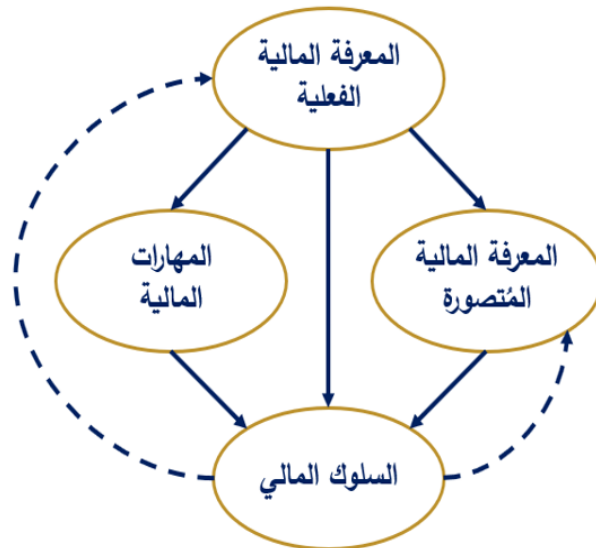 المعرفة المالية
الفعلية
المهارات
المالية
المعرفة المالية
المُتصورة
السلوك المالي